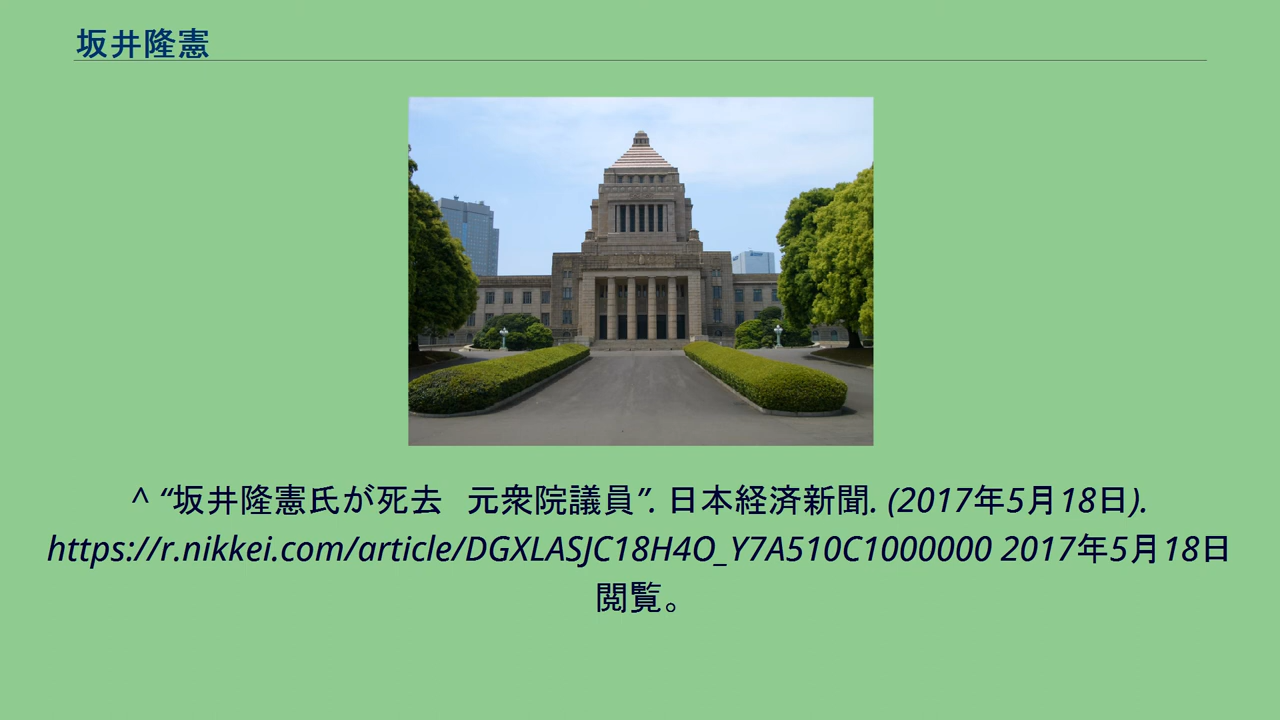 坂井隆憲
^ “坂井隆憲氏が死去　元衆院議員”. 日本経済新聞. (2017年5月18日).
https://r.nikkei.com/article/DGXLASJC18H4O_Y7A510C1000000 2017年5月18日
閲覧。